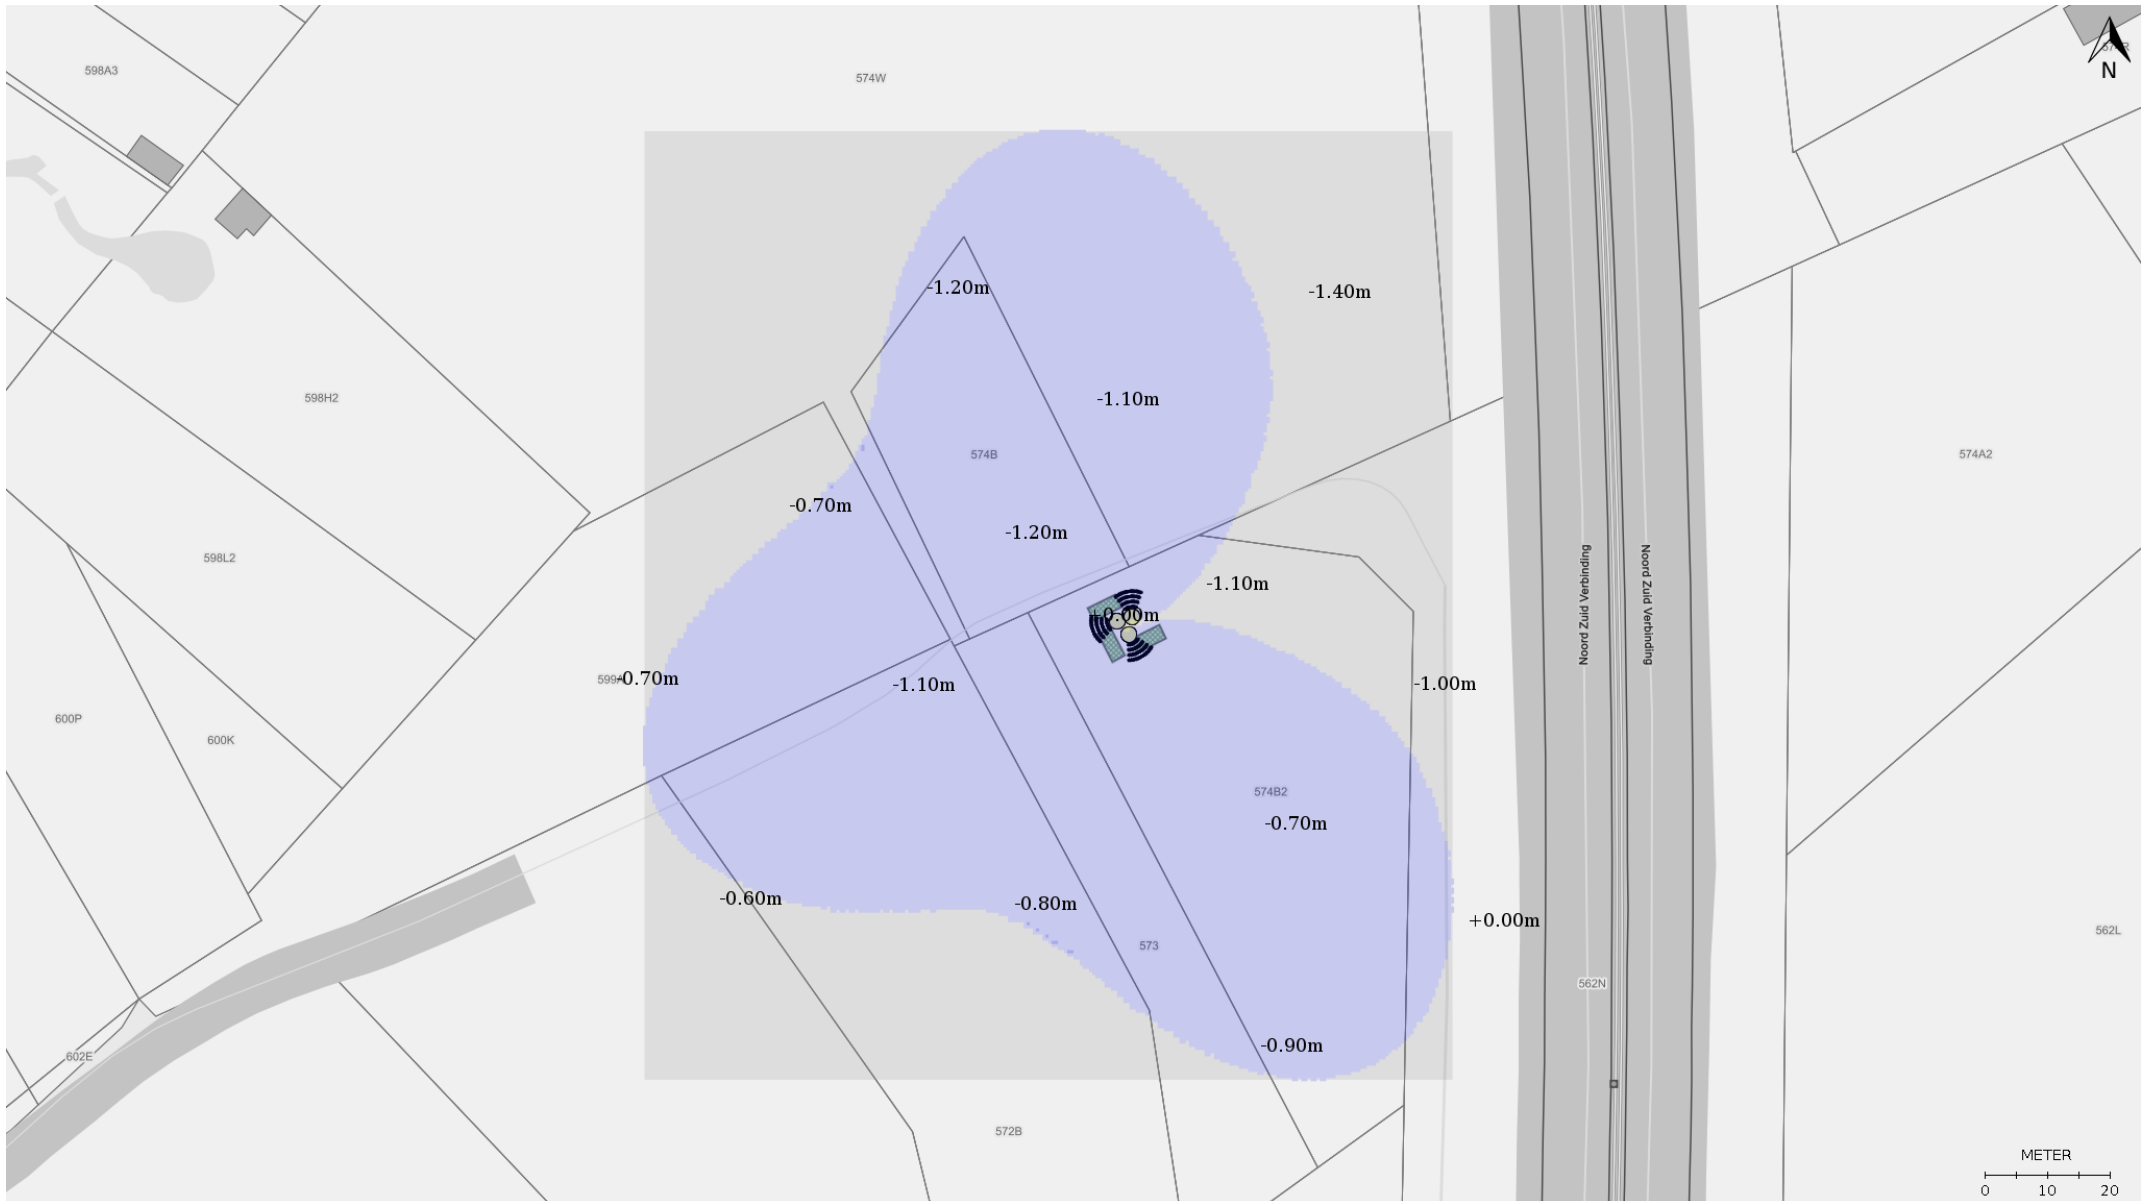 598A3
574W
N
-1.20m
-1.40m
598H2
-1.10m
574B
574A2
-0.70m
-1.20m
598L2
-1.10m
+0.00m
Noord Zuid Verbinding
Noord Zuid Verbinding
-0.70m
-1.10m
-1.00m
600P
600K
574B2
-0.70m
-0.60m
-0.80m
+0.00m
562L
573
562N
-0.90m
602E
572B
METER
0 10 20